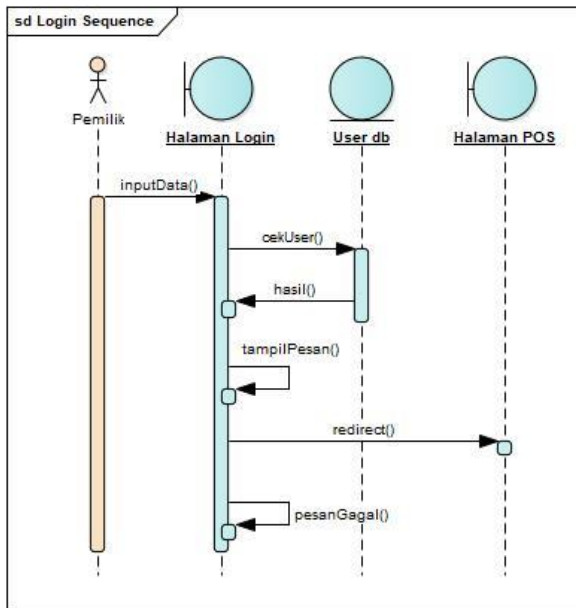 sd Login Sequence
Pemilik
Halaman Login
User db
Halaman POS
inputData()
cekUser()
hasil()
tampilPesan()
redirect()
pesanGagal()